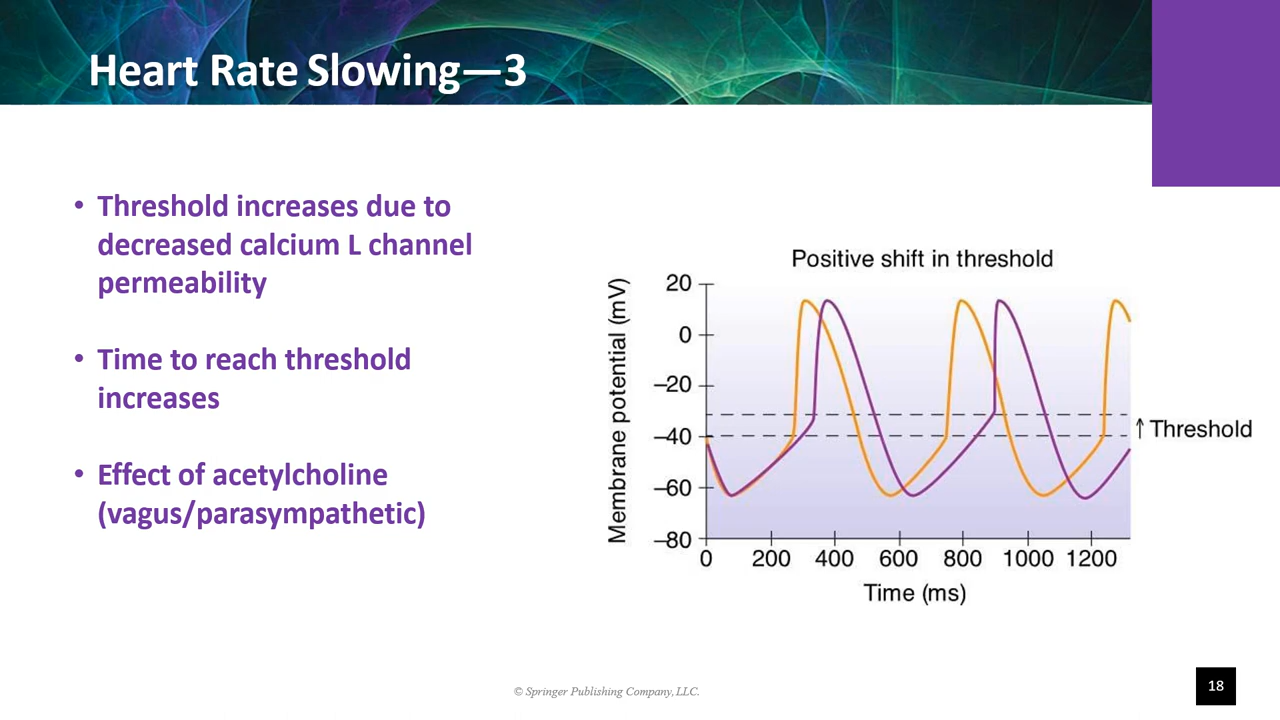 Heart Rate Slowing—3
• Threshold increases due to
decreased calcium L channel
permeability
• Time to reach threshold
increases
• Effect of acetylcholine
(vagus/parasympathetic)
Positive shift in threshold
Membrane potential (mV)
20
0
–20
–40
–60
–80
↑ Threshold
0 200 400 600 800 1000 1200
Time (ms)
© Springer Publishing Company, LLC.
18